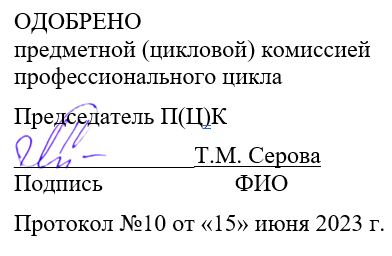 ОДОБРЕНО
предметной (цикловой) комиссией
профессионального цикла
Председатель П(Ц)К
Т.М. Серова
Подпись ФИО
Протокол №10 от «15» июня 2023 г.